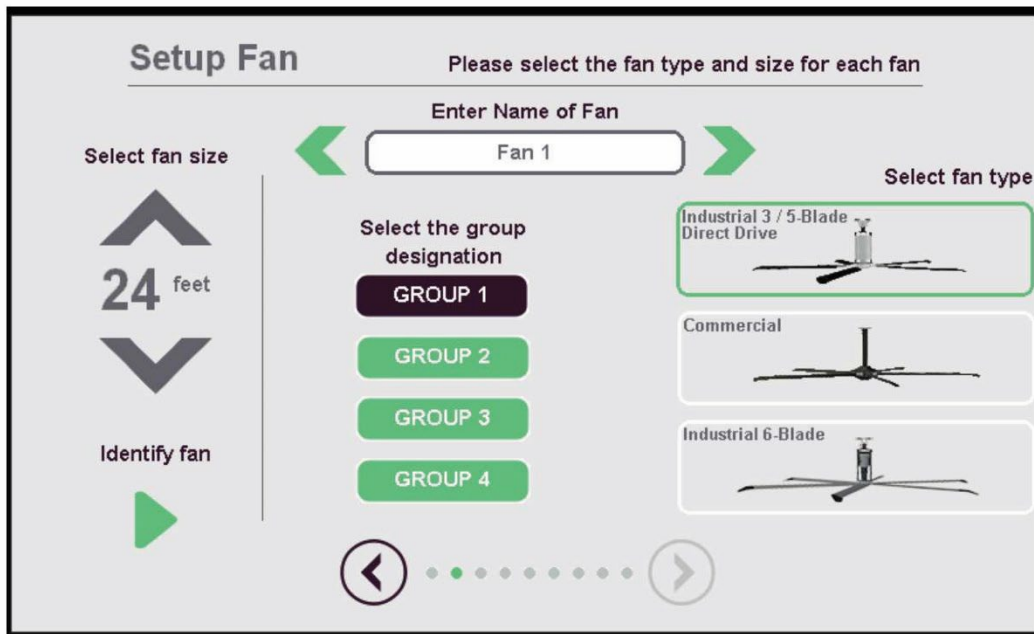 Setup Fan
Please select the fan type and size for each fan
Enter Name of Fan
Fan 1
Select fan size
24 feet
Identify fan
Select the group
designation
GROUP 1
GROUP 2
GROUP 3
GROUP 4
Select fan type
Industrial 3 / 5-Blade
Direct Drive
Commercial
Industrial 6-Blade